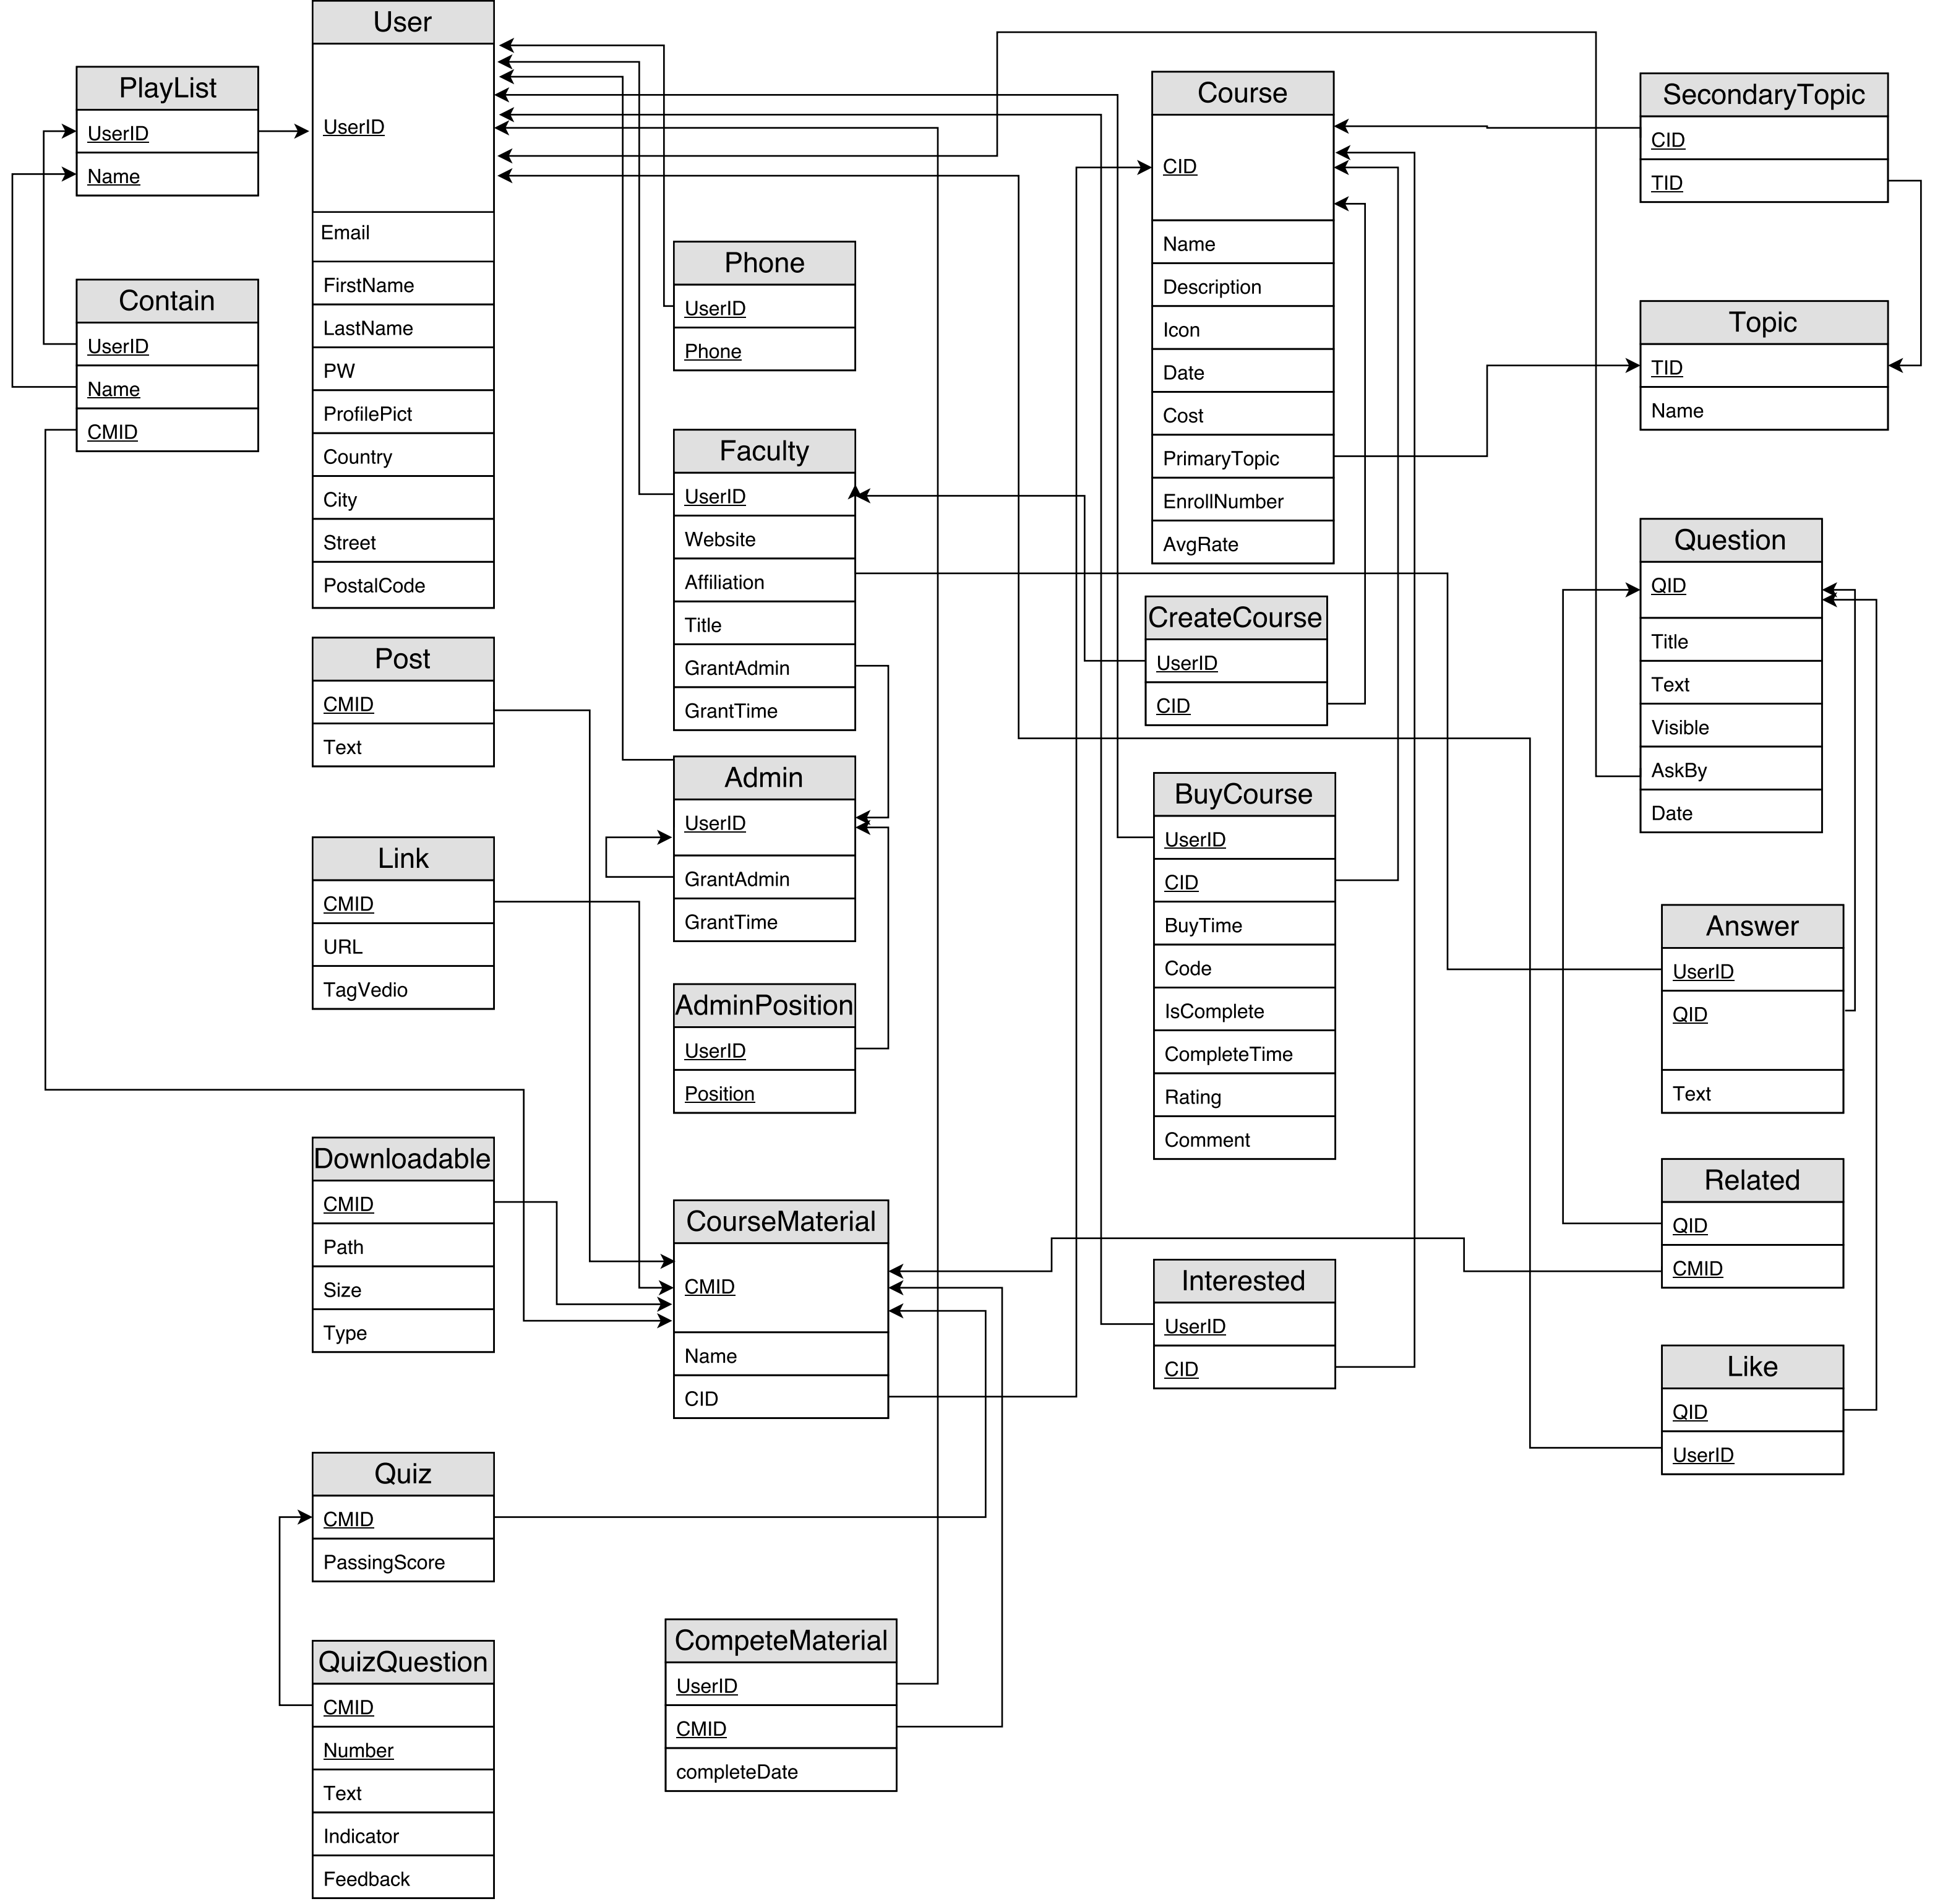 User
UserID
Email
FirstName
LastName
PW
ProfilePict
Country
City
Street
PostalCode
PlayList
UserID
Name
Contain
UserID
Name
CMID
Phone
UserID
Phone
Faculty
UserID
Website
Affiliation
Title
GrantAdmin
GrantTime
Admin
UserID
GrantAdmin
GrantTime
AdminPosition
UserID
Position
Post
CMID
Text
Link
CMID
URL
TagVedio
Downloadable
CMID
Path
Size
Type
CourseMaterial
CMID
Name
CID
Quiz
CMID
PassingScore
QuizQuestion
CMID
Number
Text
Indicator
Feedback
CompeteMaterial
UserID
CMID
completeDate
Course
CID
Name
Description
Icon
Date
Cost
PrimaryTopic
EnrollNumber
AvgRate
CreateCourse
UserID
CID
BuyCourse
UserID
CID
BuyTime
Code
IsComplete
CompleteTime
Rating
Comment
Interested
UserID
CID
SecondaryTopic
CID
TID
Topic
TID
Name
Question
QID
Title
Text
Visible
AskBy
Date
Answer
UserID
QID
Text
Related
QID
CMID
Like
QID
UserID